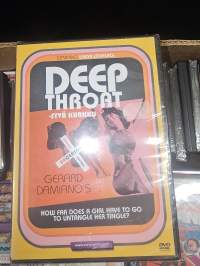 DEEP
THROAT
-SYVÄ KURKKU
GERARD
DAMIANO'S
HOW FAR DOES A GIRL HAVE TO GO
TO UNTANGLE HER TINGLE?
DVD